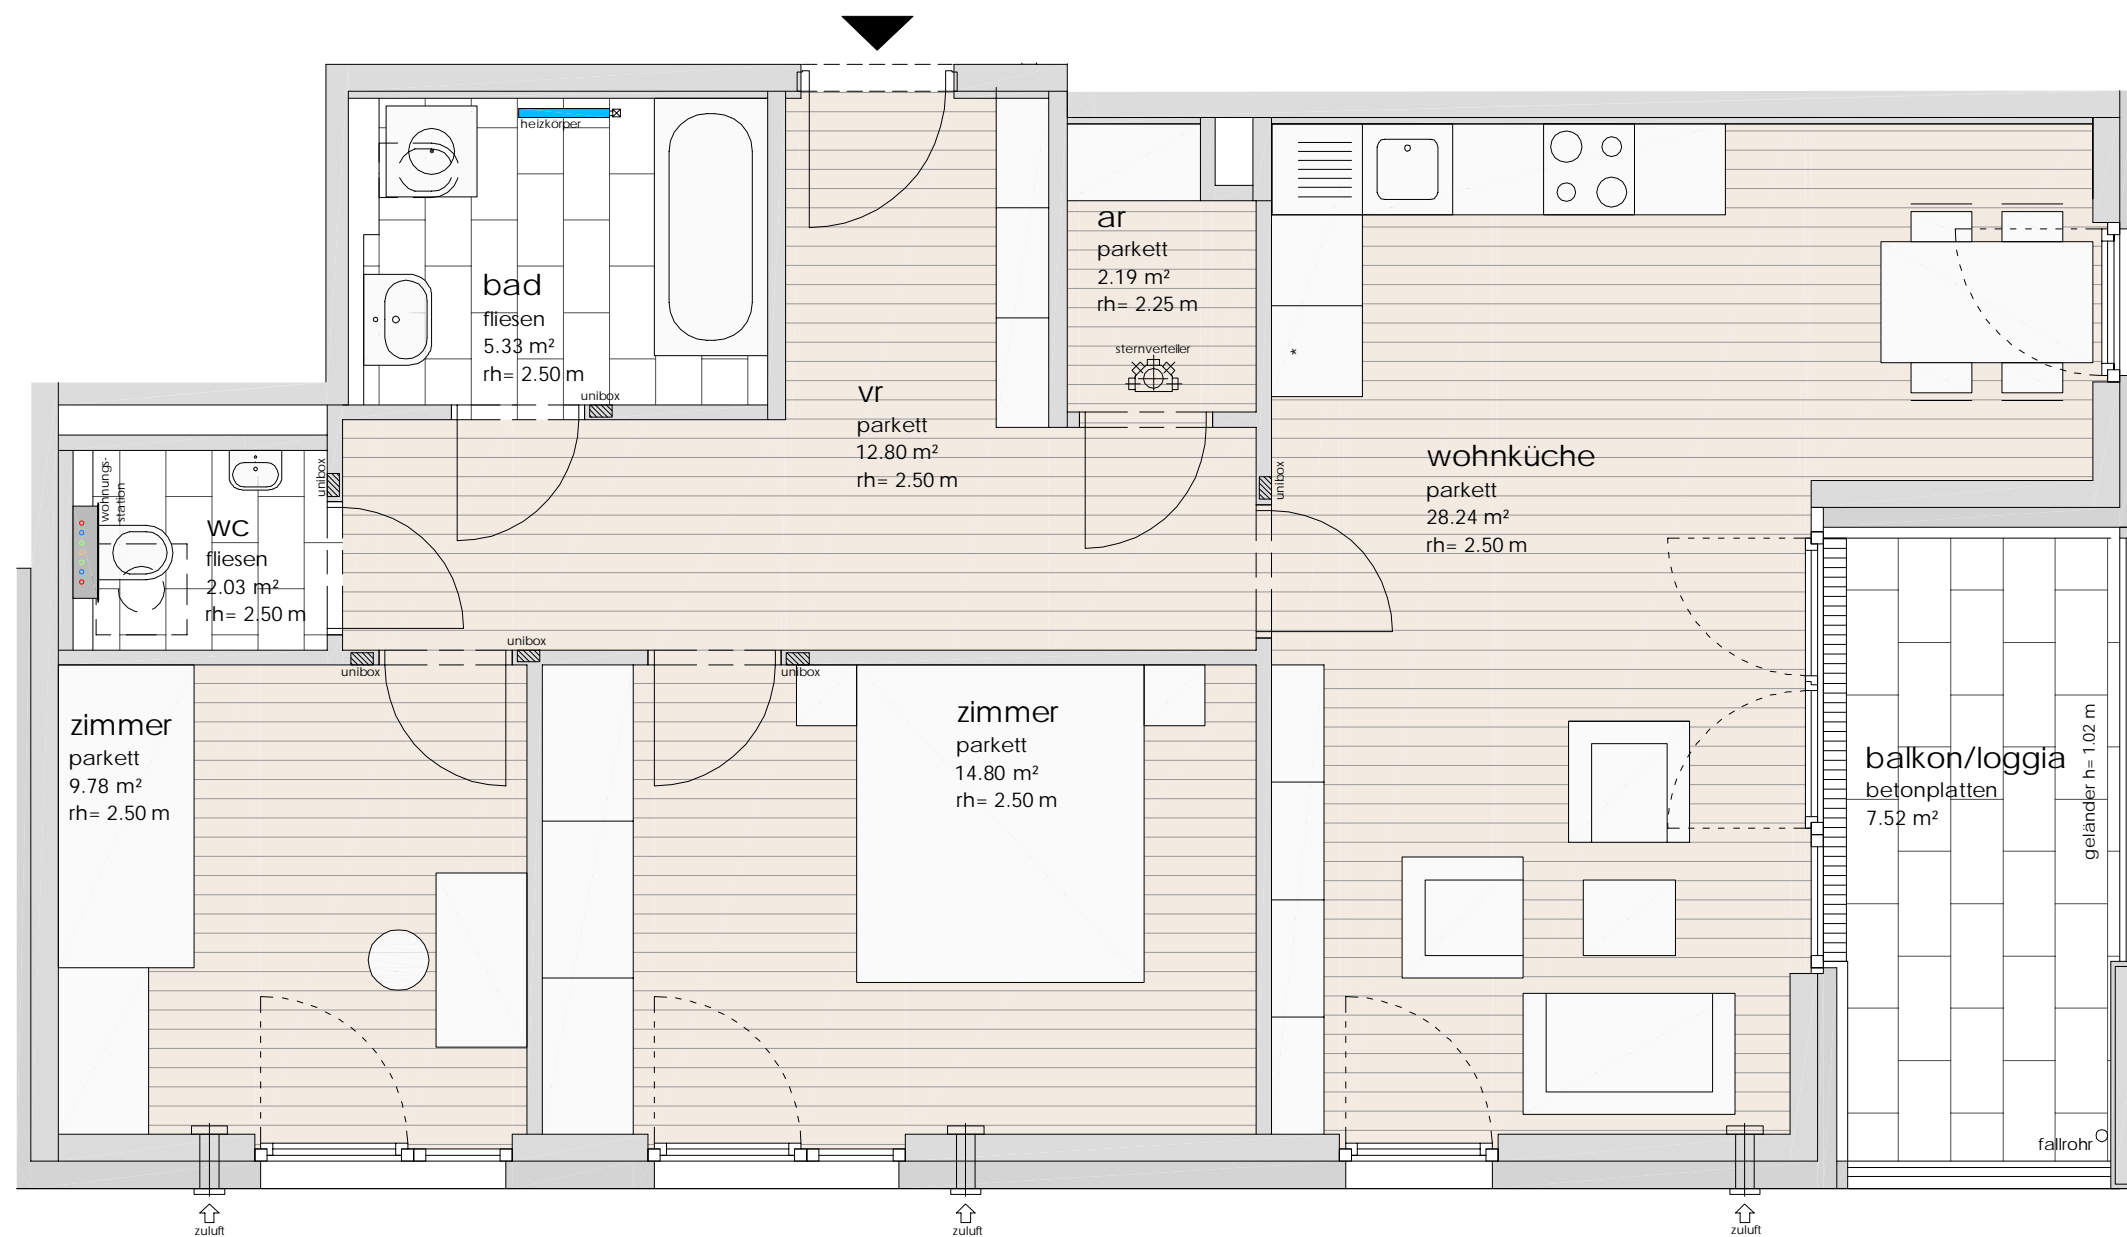 heizkörper
bad
fliesen
5.33 m²
rh= 2.50 m
unibox
ar
parkett
2.19 m²
rh= 2.25 m
sternverteiler
*
vr
parkett
12.80 m²
rh= 2.50 m
wohnküche
parkett
28.24 m²
rh= 2.50 m
unibox
unibox
wohnungs-
station
wc
fliesen
2.03 m²
rh= 2.50 m
unibox
unibox
unibox
zimmer
parkett
9.78 m²
rh= 2.50 m
zimmer
parkett
14.80 m²
rh= 2.50 m
balkon/loggia
betonplatten
7.52 m²
geländer h= 1.02 m
fallrohr
zuluft
zuluft
zuluft